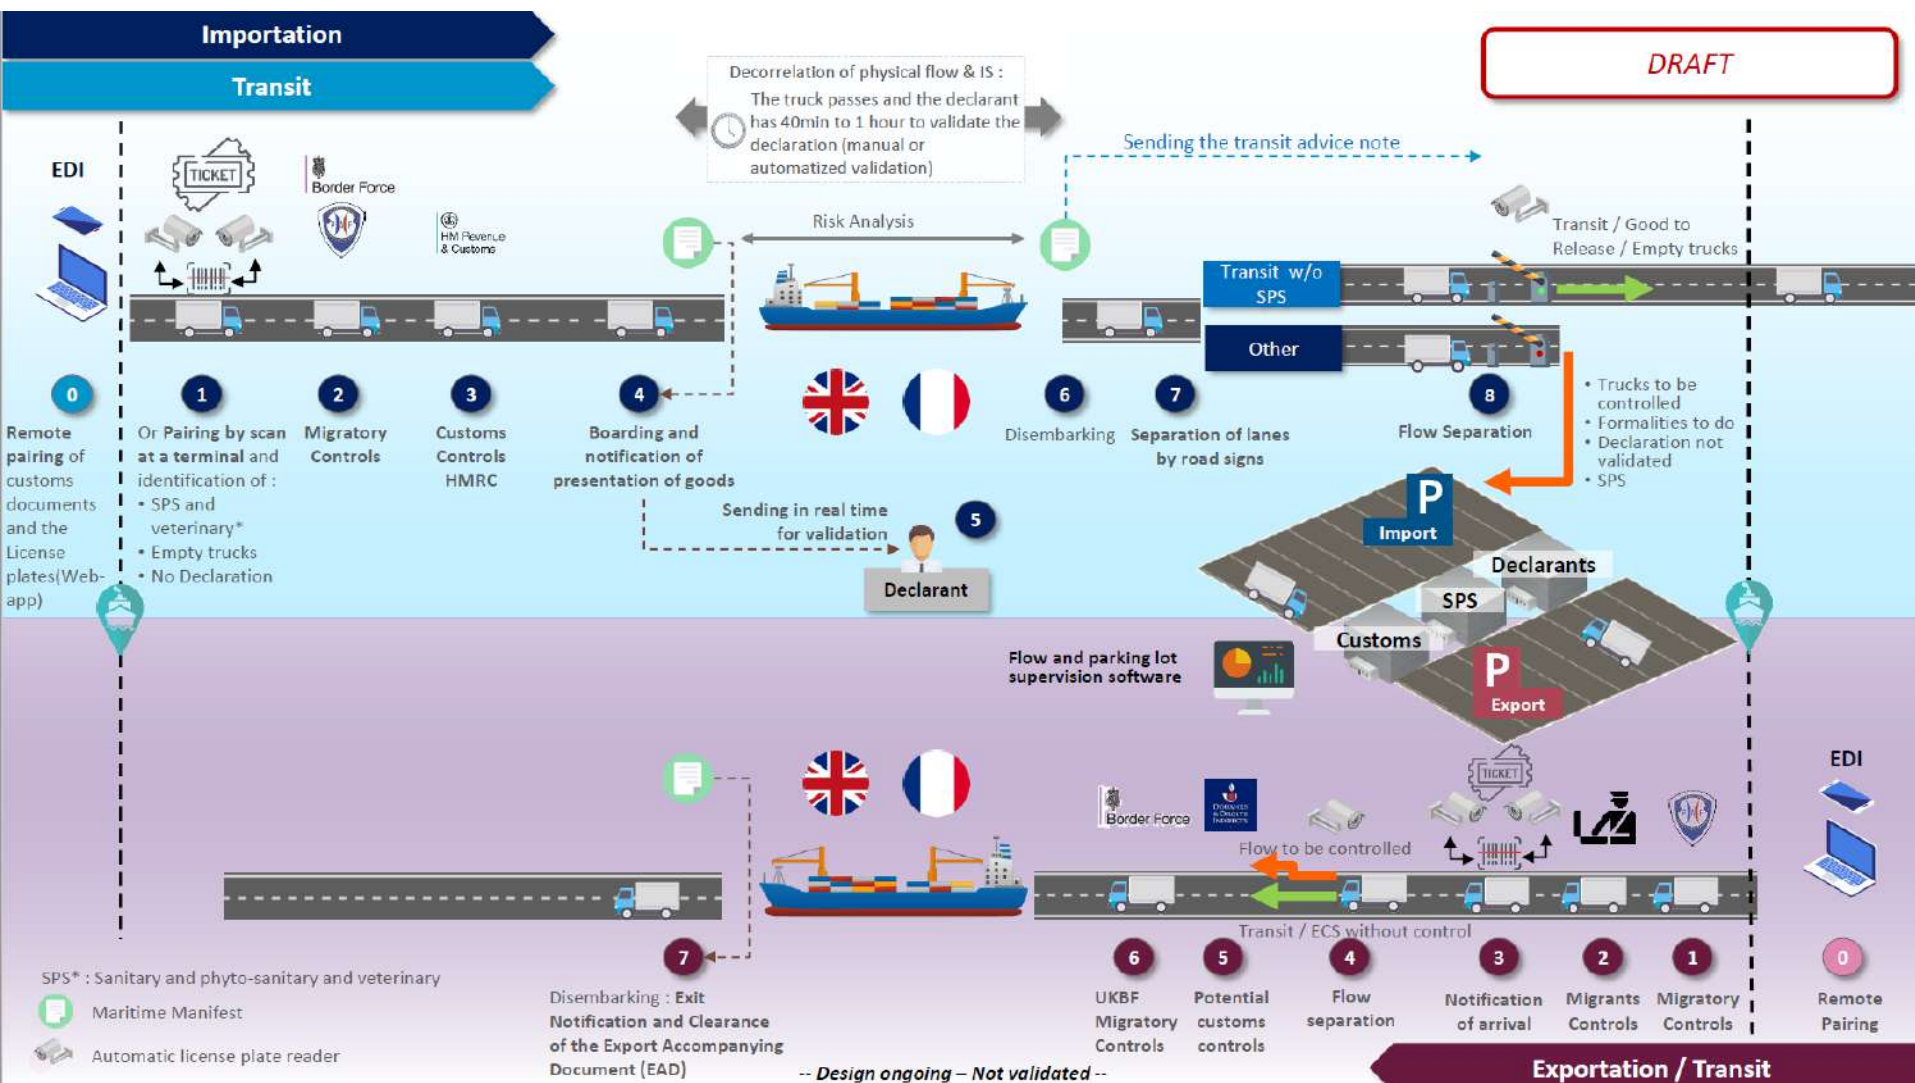 Importation
Transit
DRAFT
Decorrelation of physical flow & IS :
The truck passes and the declarant
has 40min to 1 hour to validate the
declaration (manual or
automatized validation)
Sending the transit advice note
EDI
TICKET
Border Force
HM Revenue
& Customs
Risk Analysis
Transit / Good to
Release / Empty trucks
Transit w/o
SPS
Other
0
Remote
pairing of
customs
documents
and the
License
plates(Web-
app)
1
Or Pairing by scan
at a terminal and
identification of :
• SPS and
veterinary*
• Empty trucks
• No Declaration
2
Migratory
Controls
3
Customs
Controls
HMRC
4
Boarding and
notification of
presentation of goods
Sending in real time
for validation
5
Declarant
6
Disembarking
7
Separation of lanes
by road signs
8
Flow Separation
• Trucks to be
controlled
• Formalities to do
• Declaration not
validated
• SPS
P
Import
Declarants
SPS
Customs
P
Export
Flow and parking lot
supervision software
EDI
TICKET
Border Force
DOUANES
& DROITS
INDIRECTS
Flow to be controlled
Transit / ECS without control
7
Disembarking : Exit
Notification and Clearance
of the Export Accompanying
Document (EAD)
6
UKBF
Migratory
Controls
5
Potential
customs
controls
4
Flow
separation
3
Notification
of arrival
2
Migrants
Controls
1
Migratory
Controls
0
Remote
Pairing
SPS* : Sanitary and phyto-sanitary and veterinary
Maritime Manifest
Automatic license plate reader
-- Design ongoing – Not validated --
Exportation / Transit